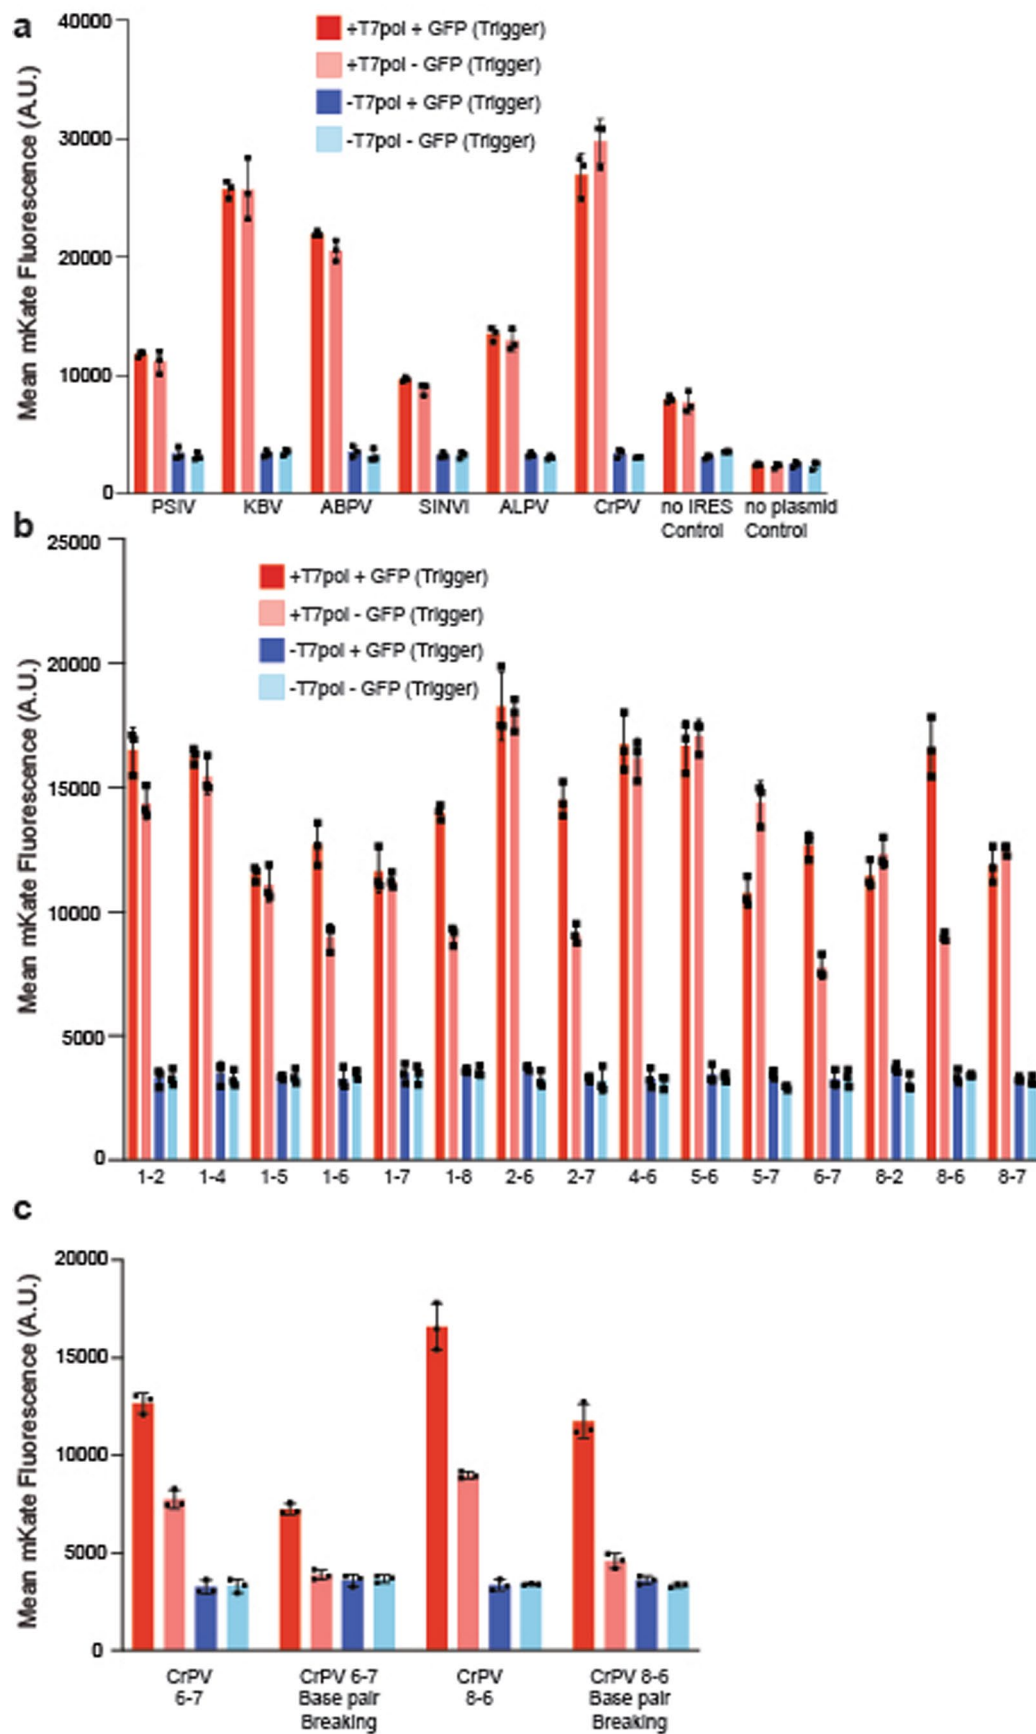 a
40000
30000
20000
10000
0
Mean mKate Fluorescence (A.U.)
+T7pol + GFP (Trigger)
+T7pol - GFP (Trigger)
-T7pol + GFP (Trigger)
-T7pol - GFP (Trigger)
PSIV KBV ABPV SINVI ALPV CrPV no IRES no plasmid
Control Control
b
25000
20000
15000
10000
5000
0
Mean mKate Fluorescence (A.U.)
+T7pol + GFP (Trigger)
+T7pol - GFP (Trigger)
-T7pol + GFP (Trigger)
-T7pol - GFP (Trigger)
1-2 1-4 1-5 1-6 1-7 1-8 2-6 2-7 4-6 5-6 5-7 6-7 8-2 8-6 8-7
c
20000
15000
10000
5000
0
Mean mKate Fluorescence (A.U.)
CrPV CrPV 6-7 CrPV CrPV 8-6
6-7 Base pair 8-6 Base pair
Breaking Breaking